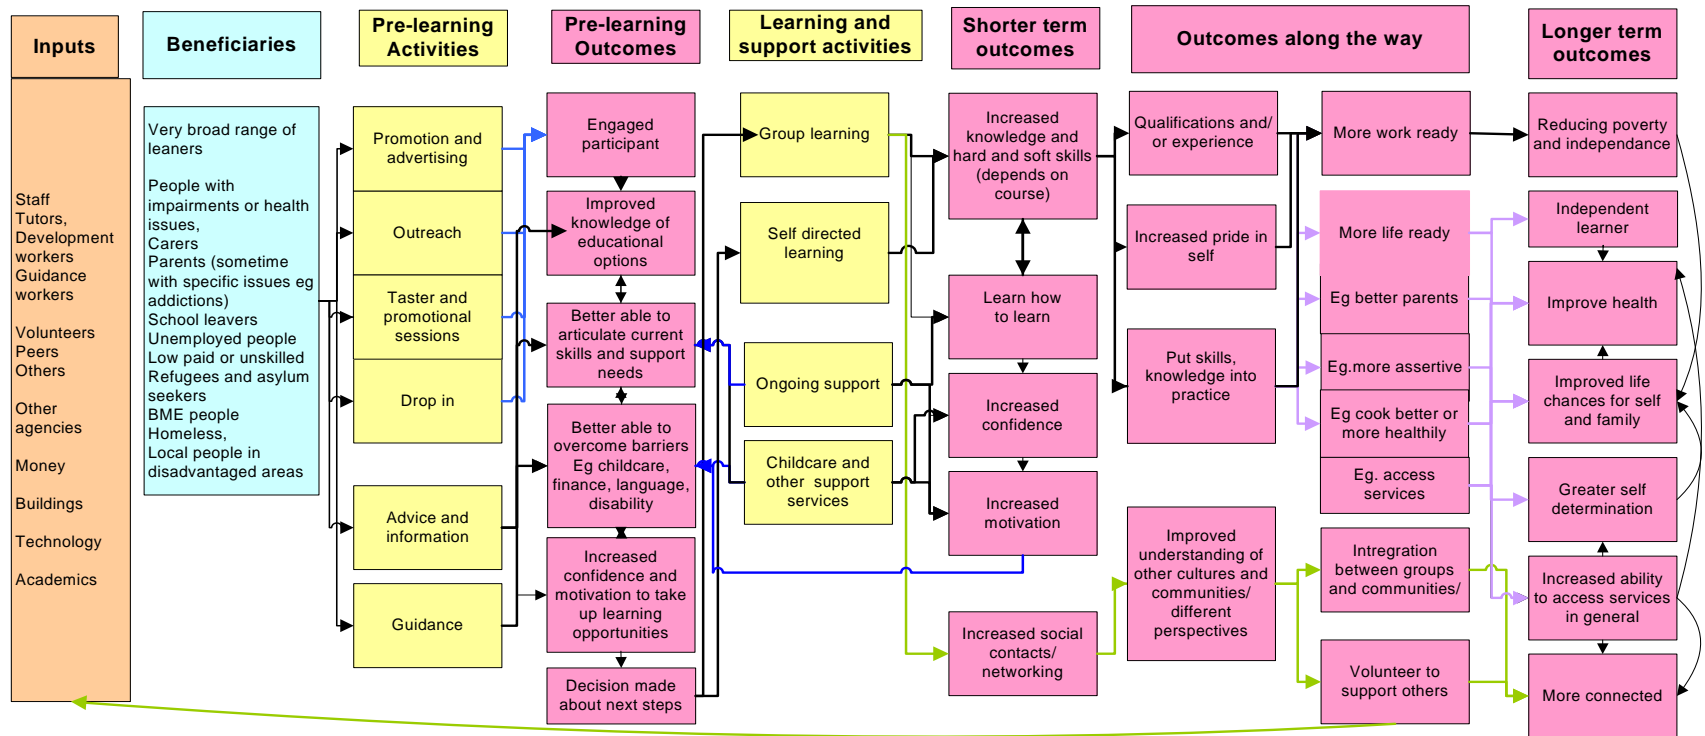 Inputs
Beneficiaries
Pre-learning
Activities
Pre-learning
Outcomes
Learning and
support activities
Shorter term
outcomes
Outcomes along the way
Longer term
outcomes
Staff
Tutors,
Development
workers
Guidance
workers
Volunteers
Peers
Others
Other
agencies
Money
Buildings
Technology
Academics
Very broad range of
leaners
People with
impairments or health
issues,
Carers
Parents (sometime
with specific issues eg
addictions)
School leavers
Unemployed people
Low paid or unskilled
Refugees and asylum
seekers
BME people
Homeless,
Local people in
disadvantaged areas
Promotion and
advertising
Outreach
Taster and
promotional
sessions
Drop in
Advice and
information
Guidance
Engaged
participant
Improved
knowledge of
educational
options
Better able to
articulate current
skills and support
needs
Better able to
overcome barriers
Eg childcare,
finance, language,
disability
Increased
confidence and
motivation to take
up learning
opportunities
Decision made
about next steps
Group learning
Self directed
learning
Ongoing support
Childcare and
other support
services
Increased
knowledge and
hard and soft skills
(depends on
course)
Learn how
to learn
Increased
confidence
Increased
motivation
Increased social
contacts/
networking
Qualifications and/
or experience
Increased pride in
self
Put skills,
knowledge into
practice
Improved
understanding of
other cultures and
communities/
different
perspectives
More work ready
More life ready
Eg better parents
Eg.more assertive
Eg cook better or
more healthily
Eg. access
services
Intregration
between groups
and communities/
Volunteer to
support others
Reducing poverty
and independance
Independent
learner
Improve health
Improved life
chances for self
and family
Greater self
determination
Increased ability
to access services
in general
More connected